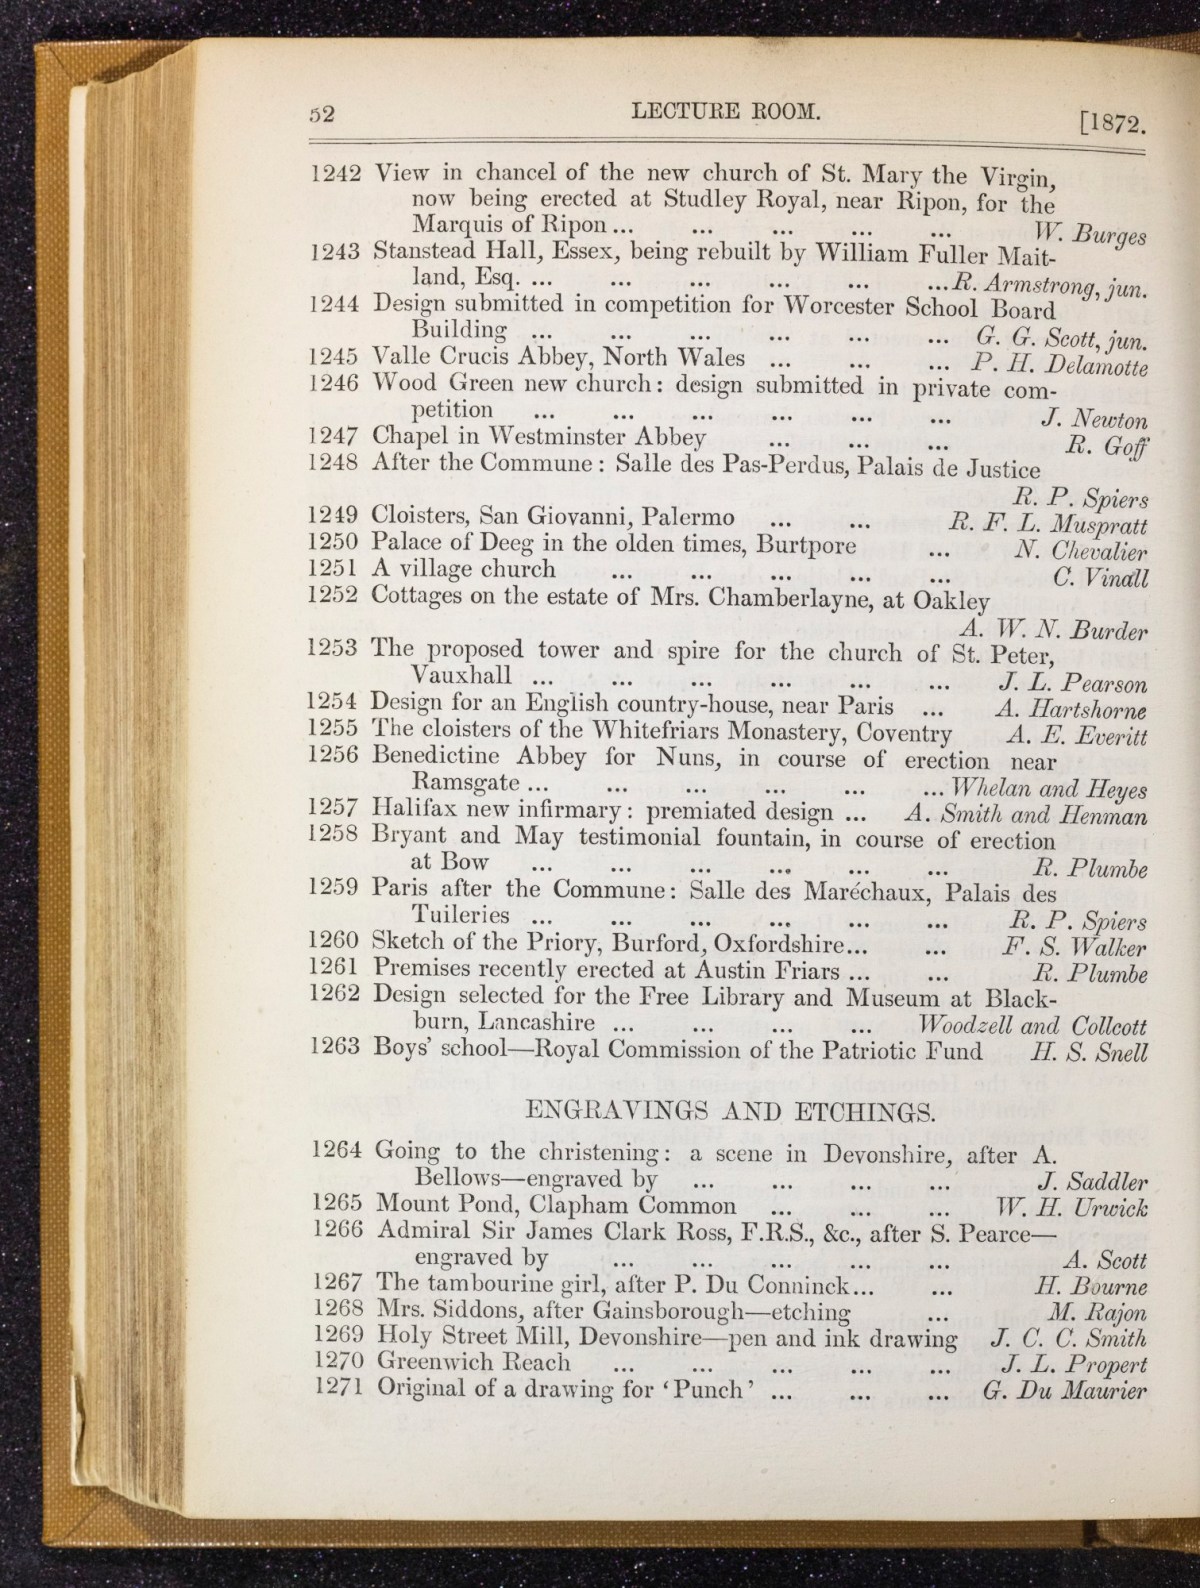 52 LECTURE ROOM. [1872.
1242 View in chancel of the new church of St. Mary the Virgin,
now being erected at Studley Royal, near Ripon, for the
Marquis of Ripon ... ... ... ... ... W. Burges
1243 Stanstead Hall, Essex, being rebuilt by William Fuller Mait-
land, Esq. ... ... ... ... ... ... R. Armstrong, jun.
1244 Design submitted in competition for Worcester School Board
Building ... ... ... ... ... ... G. G. Scott, jun.
1245 Valle Crucis Abbey, North Wales ... ... ... P. H. Delamotte
1246 Wood Green new church: design submitted in private com-
petition ... ... ... ... ... ... J. Newton
1247 Chapel in Westminster Abbey ... ... ... R. Goff
1248 After the Commune: Salle des Pas-Perdus, Palais de Justice
R. P. Spiers
1249 Cloisters, San Giovanni, Palermo ... ... R. F. L. Muspratt
1250 Palace of Deeg in the olden times, Burtpore ... N. Chevalier
1251 A village church ... ... ... ... ... C. Vinall
1252 Cottages on the estate of Mrs. Chamberlayne, at Oakley
A. W. N. Burder
1253 The proposed tower and spire for the church of St. Peter,
Vauxhall ... ... ... ... ... ... J. L. Pearson
1254 Design for an English country-house, near Paris ... A. Hartshorne
1255 The cloisters of the Whitefriars Monastery, Coventry A. E. Everitt
1256 Benedictine Abbey for Nuns, in course of erection near
Ramsgate ... ... ... ... ... ... Whelan and Heyes
1257 Halifax new infirmary: premiated design ... A. Smith and Henman
1258 Bryant and May testimonial fountain, in course of erection
at Bow ... ... ... ... ... ... R. Plumbe
1259 Paris after the Commune: Salle des Maréchaux, Palais des
Tuileries ... ... ... ... ... ... R. P. Spiers
1260 Sketch of the Priory, Burford, Oxfordshire... ... F. S. Walker
1261 Premises recently erected at Austin Friars ... ... R. Plumbe
1262 Design selected for the Free Library and Museum at Black-
burn, Lancashire ... ... ... ... Woodzell and Collcott
1263 Boys' school—Royal Commission of the Patriotic Fund H. S. Snell
ENGRAVINGS AND ETCHINGS.
1264 Going to the christening: a scene in Devonshire, after A.
Bellows—engraved by ... ... ... ... J. Saddler
1265 Mount Pond, Clapham Common ... ... ... W. H. Urwick
1266 Admiral Sir James Clark Ross, F.R.S., &c., after S. Pearce—
engraved by ... ... ... ... ... A. Scott
1267 The tambourine girl, after P. Du Conninck... ... H. Bourne
1268 Mrs. Siddons, after Gainsborough—etching ... M. Rajon
1269 Holy Street Mill, Devonshire—pen and ink drawing J. C. C. Smith
1270 Greenwich Reach ... ... ... ... ... J. L. Propert
1271 Original of a drawing for 'Punch' ... ... ... G. Du Maurier